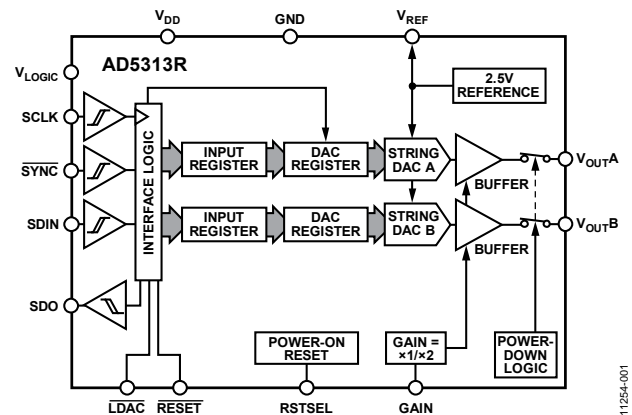 VDD
GND
VREF
VLOGIC
AD5313R
2.5V
REFERENCE
SCLK
SYNC
SDIN
SDO
INTERFACE LOGIC
INPUT
REGISTER
DAC
REGISTER
STRING
DAC A
BUFFER
VOUTA
INPUT
REGISTER
DAC
REGISTER
STRING
DAC B
BUFFER
VOUTB
POWER-ON
RESET
GAIN =
×1/×2
POWER-
DOWN
LOGIC
LDAC
RESET
RSTSEL
GAIN
11254-001